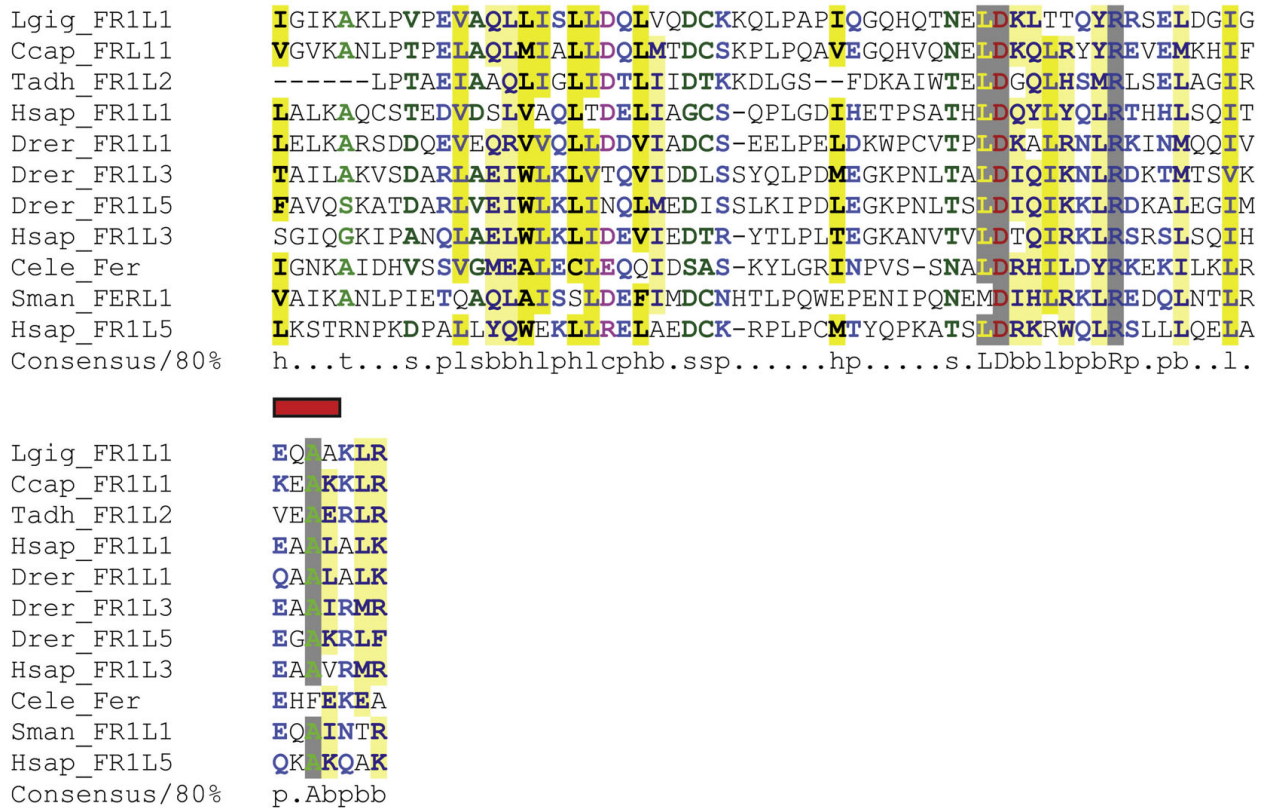 Lgig_FR1L1 IGIKAKLPVPEVAQLLISLLDQLVQDCKKQLPAPIQGQHQTNELDKLTTQYRRSELDGIG
Ccap_FRL11 VGVKANLPTPELAQLMIALLDQLMTDCSKPLPQAVEGQHVQNELDKQLRYYREVEMKHIF
Tadh_FR1L2 ------LPTAEIAAQLIGLIDTLIIDTKKDLGS--FDKAIWTELDGQLHSMRLSELAGIR
Hsap_FR1L1 LALKAQCSTEDVDSLVAQLTDELIAGCS-QPLGDIHETPSATHLDQYLYQLRTHHLSQIT
Drer_FR1L1 LELKARSDDQEVEQRVVQLLDDVIADCS-EELPELDKWPCVTPLDKALRNLRKINMQQIV
Drer_FR1L3 TAILAKVSDARLAEIWLKLVTQVIDDLSSYQLPDMEGKPNLTALDIQIKNLRDKTMTSVK
Drer_FR1L5 FAVQSKATDARLVEIWLKLINQLMEDISSLKIPDLEGKPNLTSLDIQIKKLRDKALEGIM
Hsap_FR1L3 SGIQGKIPANQLAELWLKLIDEVIEDTR-YTLPLTEGKANVTVLDTQIRKLRSRSLSQIH
Cele_Fer IGNKAIDHVSSVGMEALECLEQQIDSAS-KYLGRINPVS-SNALDRHILDYRKEKILKLR
Sman_FERL1 VAIKANLPIETQAQLAISSLDEFIMDCNHTLPQWEPENIPQNEMDIHLRKLREDQLNTLR
Hsap_FR1L5 LKSTRNPKDPALLYQWEKLLRELAEDCK-RPLPCMTYQPKATSLDRKRWQLRSLLLQELA
Consensus/80% h...t...s.plsbbhlphlcphb.ssp......hp.....s.LDbblbpbRp.pb..l.
Lgig_FR1L1 EQAAKLR
Ccap_FR1L1 KEAKKLR
Tadh_FR1L2 VEAERLR
Hsap_FR1L1 EAALALK
Drer_FR1L1 QAALALK
Drer_FR1L3 EAAIRMR
Drer_FR1L5 EGAKRLF
Hsap_FR1L3 EAAVRMR
Cele_Fer EHFEKEA
Sman_FR1L1 EQAINTR
Hsap_FR1L5 QKAKQAK
Consensus/80% p.Abpbb